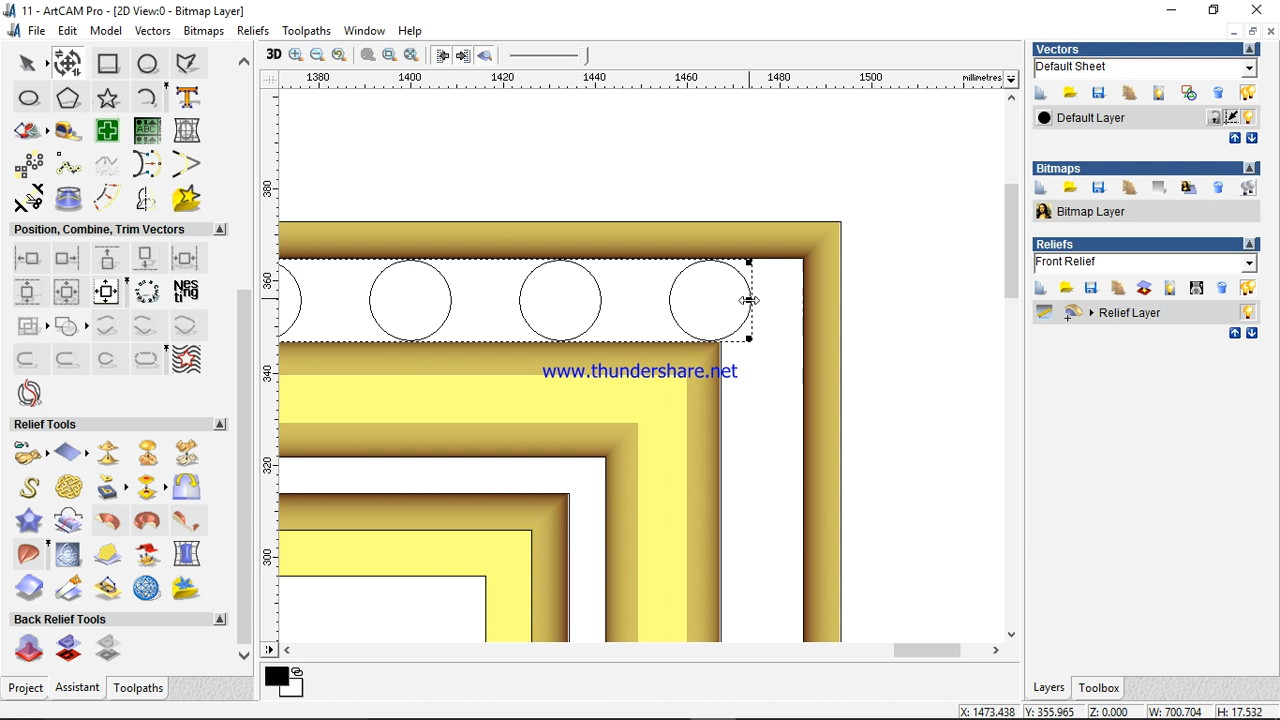 11 - ArtCAM Pro - [2D View:0 - Bitmap Layer]
File Edit Model Vectors Bitmaps Reliefs Toolpaths Window Help
3D
1380 1400 1420 1440 1460 1480 1500 millimetres
380
360
340
320
300
ABC
Position, Combine, Trim Vectors
Nes
ting
Relief Tools
Back Relief Tools
Project Assistant Toolpaths
www.thundershare.net
Vectors
Default Sheet
Default Layer
Bitmaps
Bitmap Layer
Reliefs
Front Relief
Relief Layer
Layers Toolbox
X: 1473.438 Y: 355.965 Z: 0.000 W: 700.704 H: 17.532